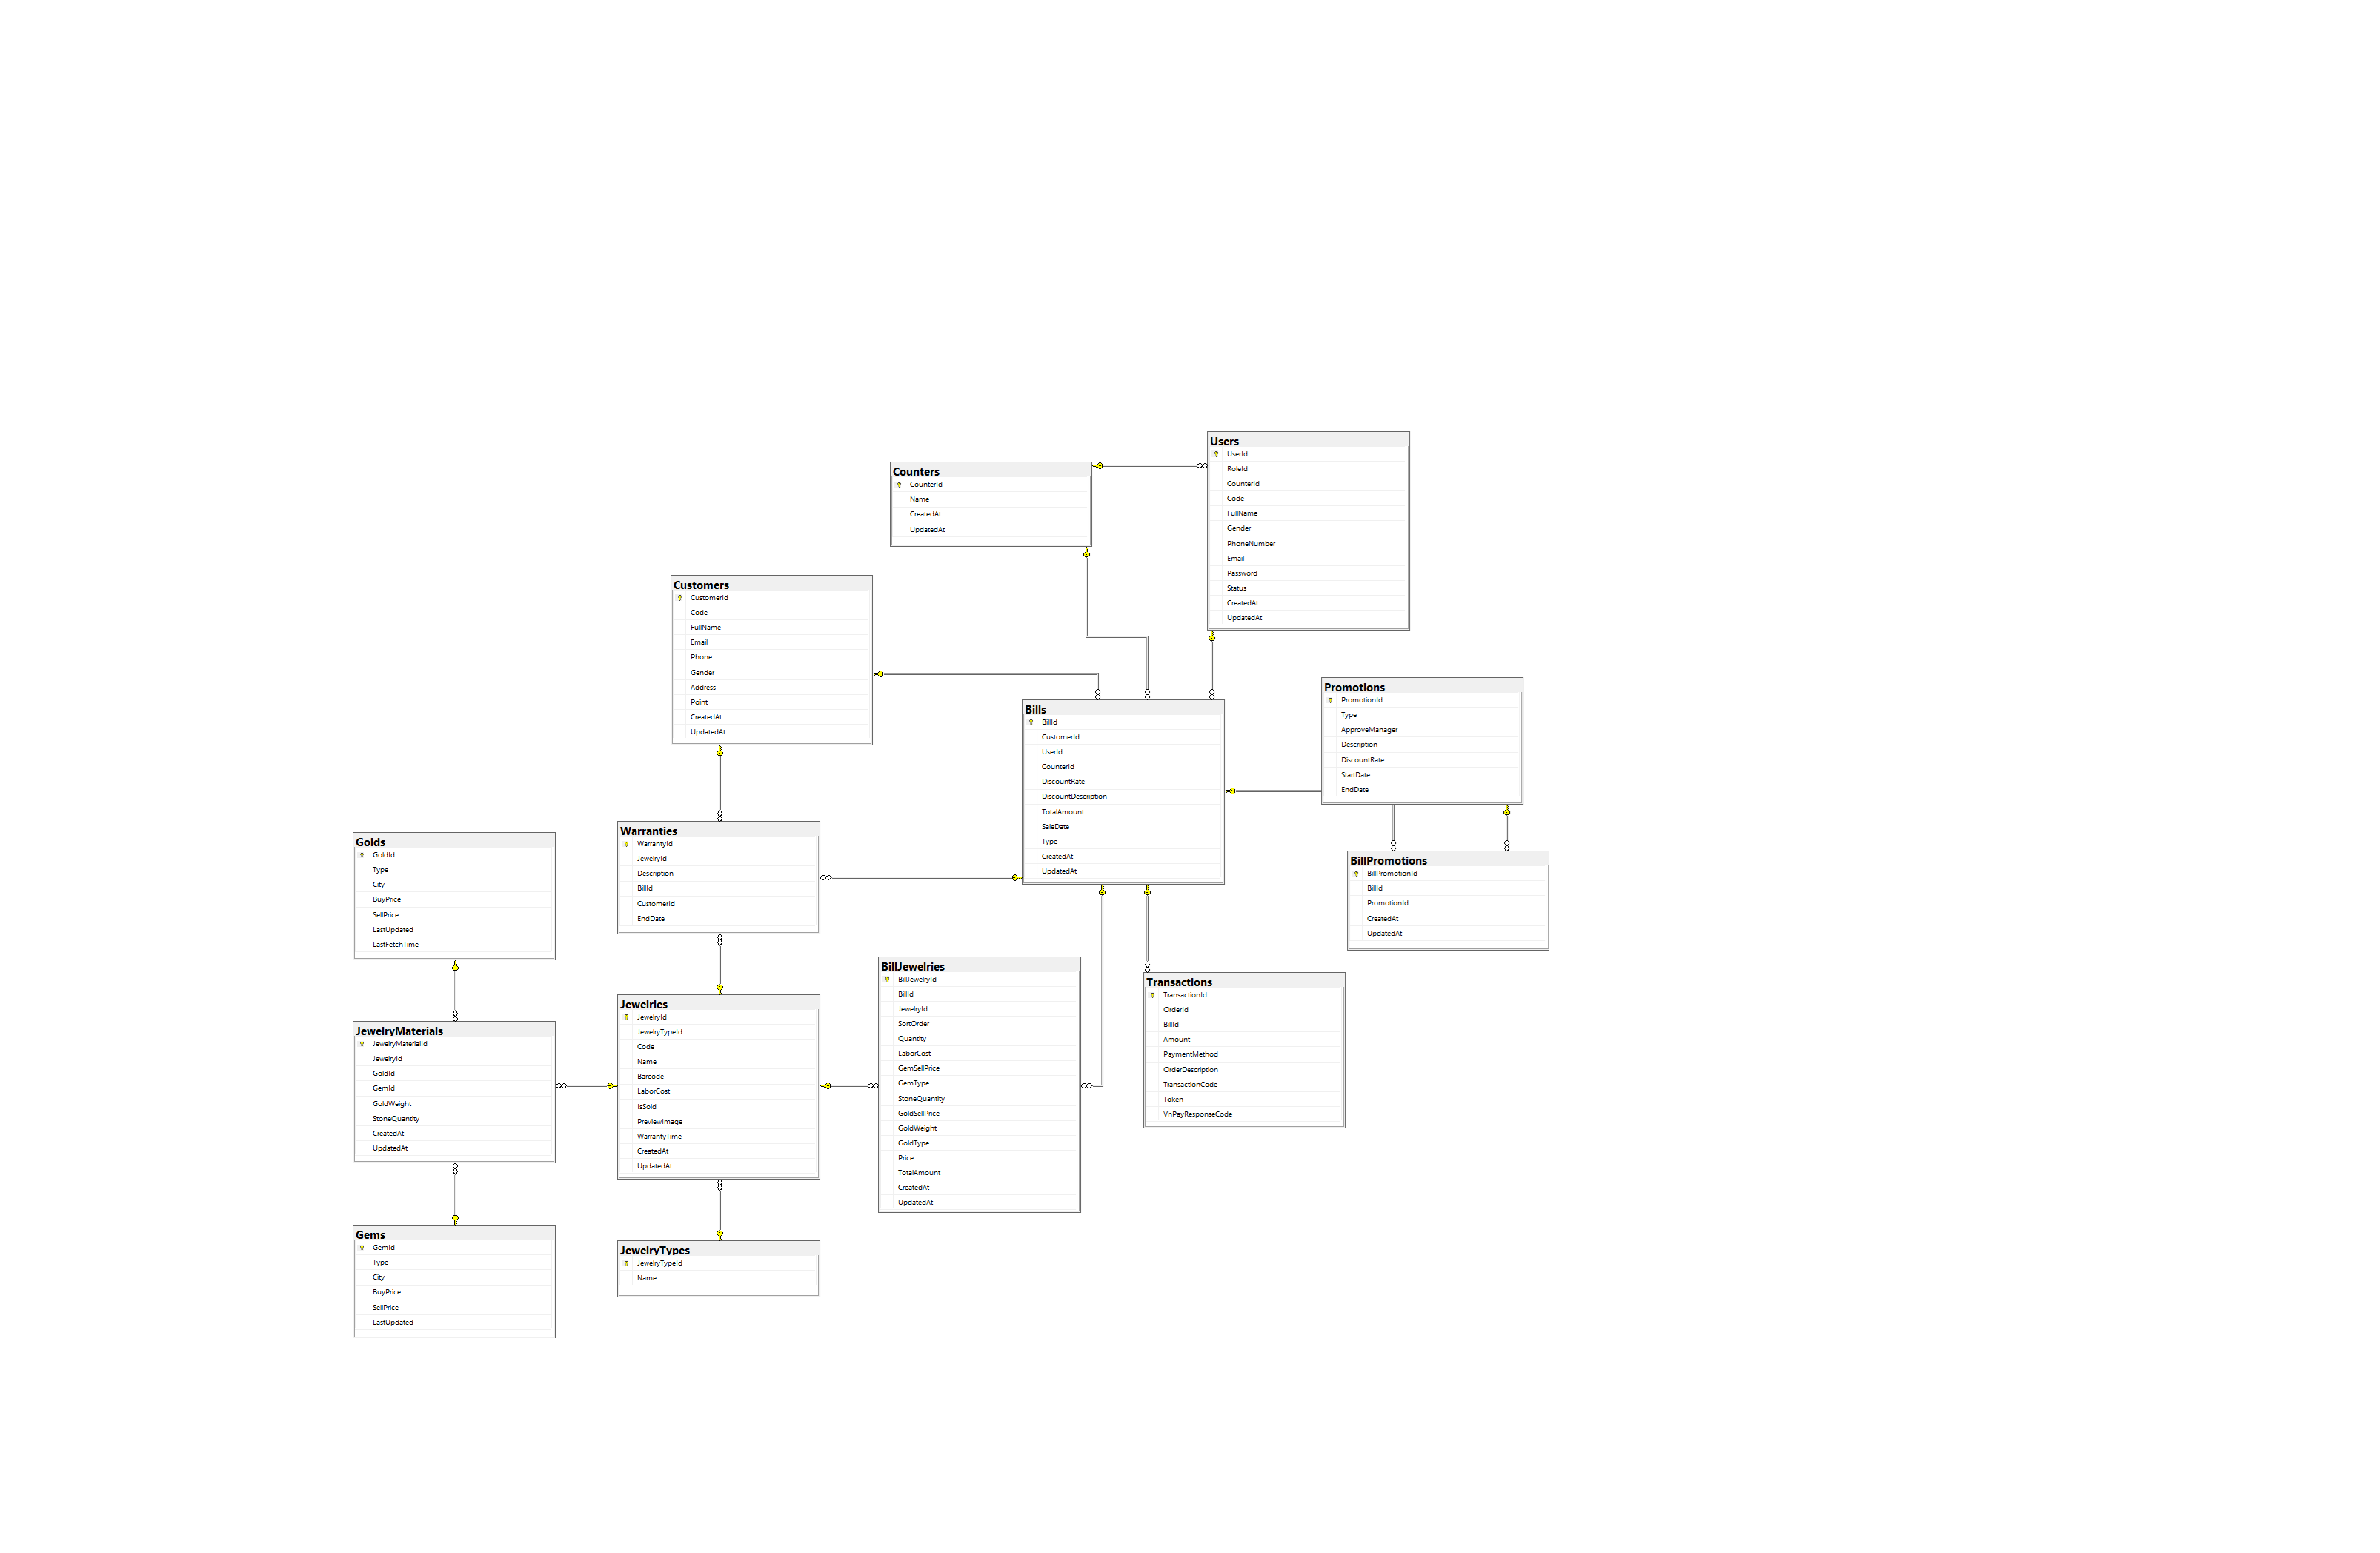 Users
UserId
RoleId
CounterId
Code
FullName
Gender
PhoneNumber
Email
Password
Status
CreatedAt
UpdatedAt
Counters
CounterId
Name
CreatedAt
UpdatedAt
Customers
CustomerId
Code
FullName
Email
Phone
Gender
Address
Point
CreatedAt
UpdatedAt
Promotions
PromotionId
Type
ApproveManager
Description
DiscountRate
StartDate
EndDate
Bills
BillId
CustomerId
UserId
CounterId
DiscountRate
DiscountDescription
TotalAmount
SaleDate
Type
CreatedAt
UpdatedAt
Warranties
WarrantyId
JewelryId
Description
BillId
CustomerId
EndDate
Golds
GoldId
Type
City
BuyPrice
SellPrice
LastUpdated
LastFetchTime
BillPromotions
BillPromotionId
BillId
PromotionId
CreatedAt
UpdatedAt
BillJewelries
BillJewelryId
BillId
JewelryId
SortOrder
Quantity
LaborCost
GemSellPrice
GemType
StoneQuantity
GoldSellPrice
GoldWeight
GoldType
Price
TotalAmount
CreatedAt
UpdatedAt
Transactions
TransactionId
OrderId
BillId
Amount
PaymentMethod
OrderDescription
TransactionCode
Token
VnPayResponseCode
Jewelries
JewelryId
JewelryTypeId
Code
Name
Barcode
LaborCost
IsSold
PreviewImage
WarrantyTime
CreatedAt
UpdatedAt
JewelryMaterials
JewelryMaterialId
JewelryId
GoldId
GemId
GoldWeight
StoneQuantity
CreatedAt
UpdatedAt
Gems
GemId
Type
City
BuyPrice
SellPrice
LastUpdated
JewelryTypes
JewelryTypeId
Name